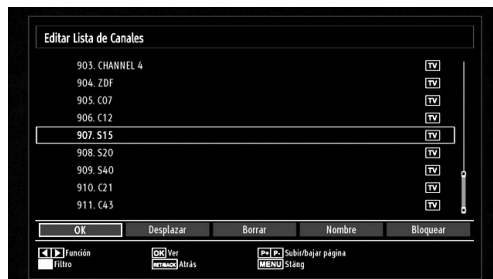 Editar Lista de Canales
903. CHANNEL 4 TV
904. ZDF TV
905. C07 TV
906. C12 TV
907. S15 TV
908. S20 TV
909. S40 TV
910. C21 TV
911. C43 TV
OK Desplazar Borrar Nombre Bloquear
Función OK Ver P+ P- Subir/bajar página
Filtro RET/BACK Atrás MENU Stäng